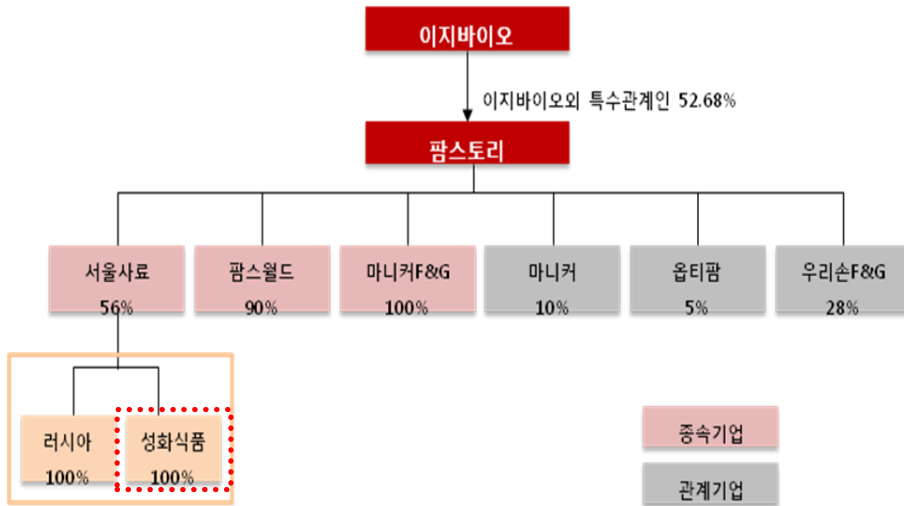 이지바이오
이지바이오외 특수관계인 52.68%
팜스토리
서울사료
56%
팜스월드
90%
마니커F&G
100%
마니커
10%
옵티팜
5%
우리손F&G
28%
러시아
100%
성화식품
100%
종속기업
관계기업